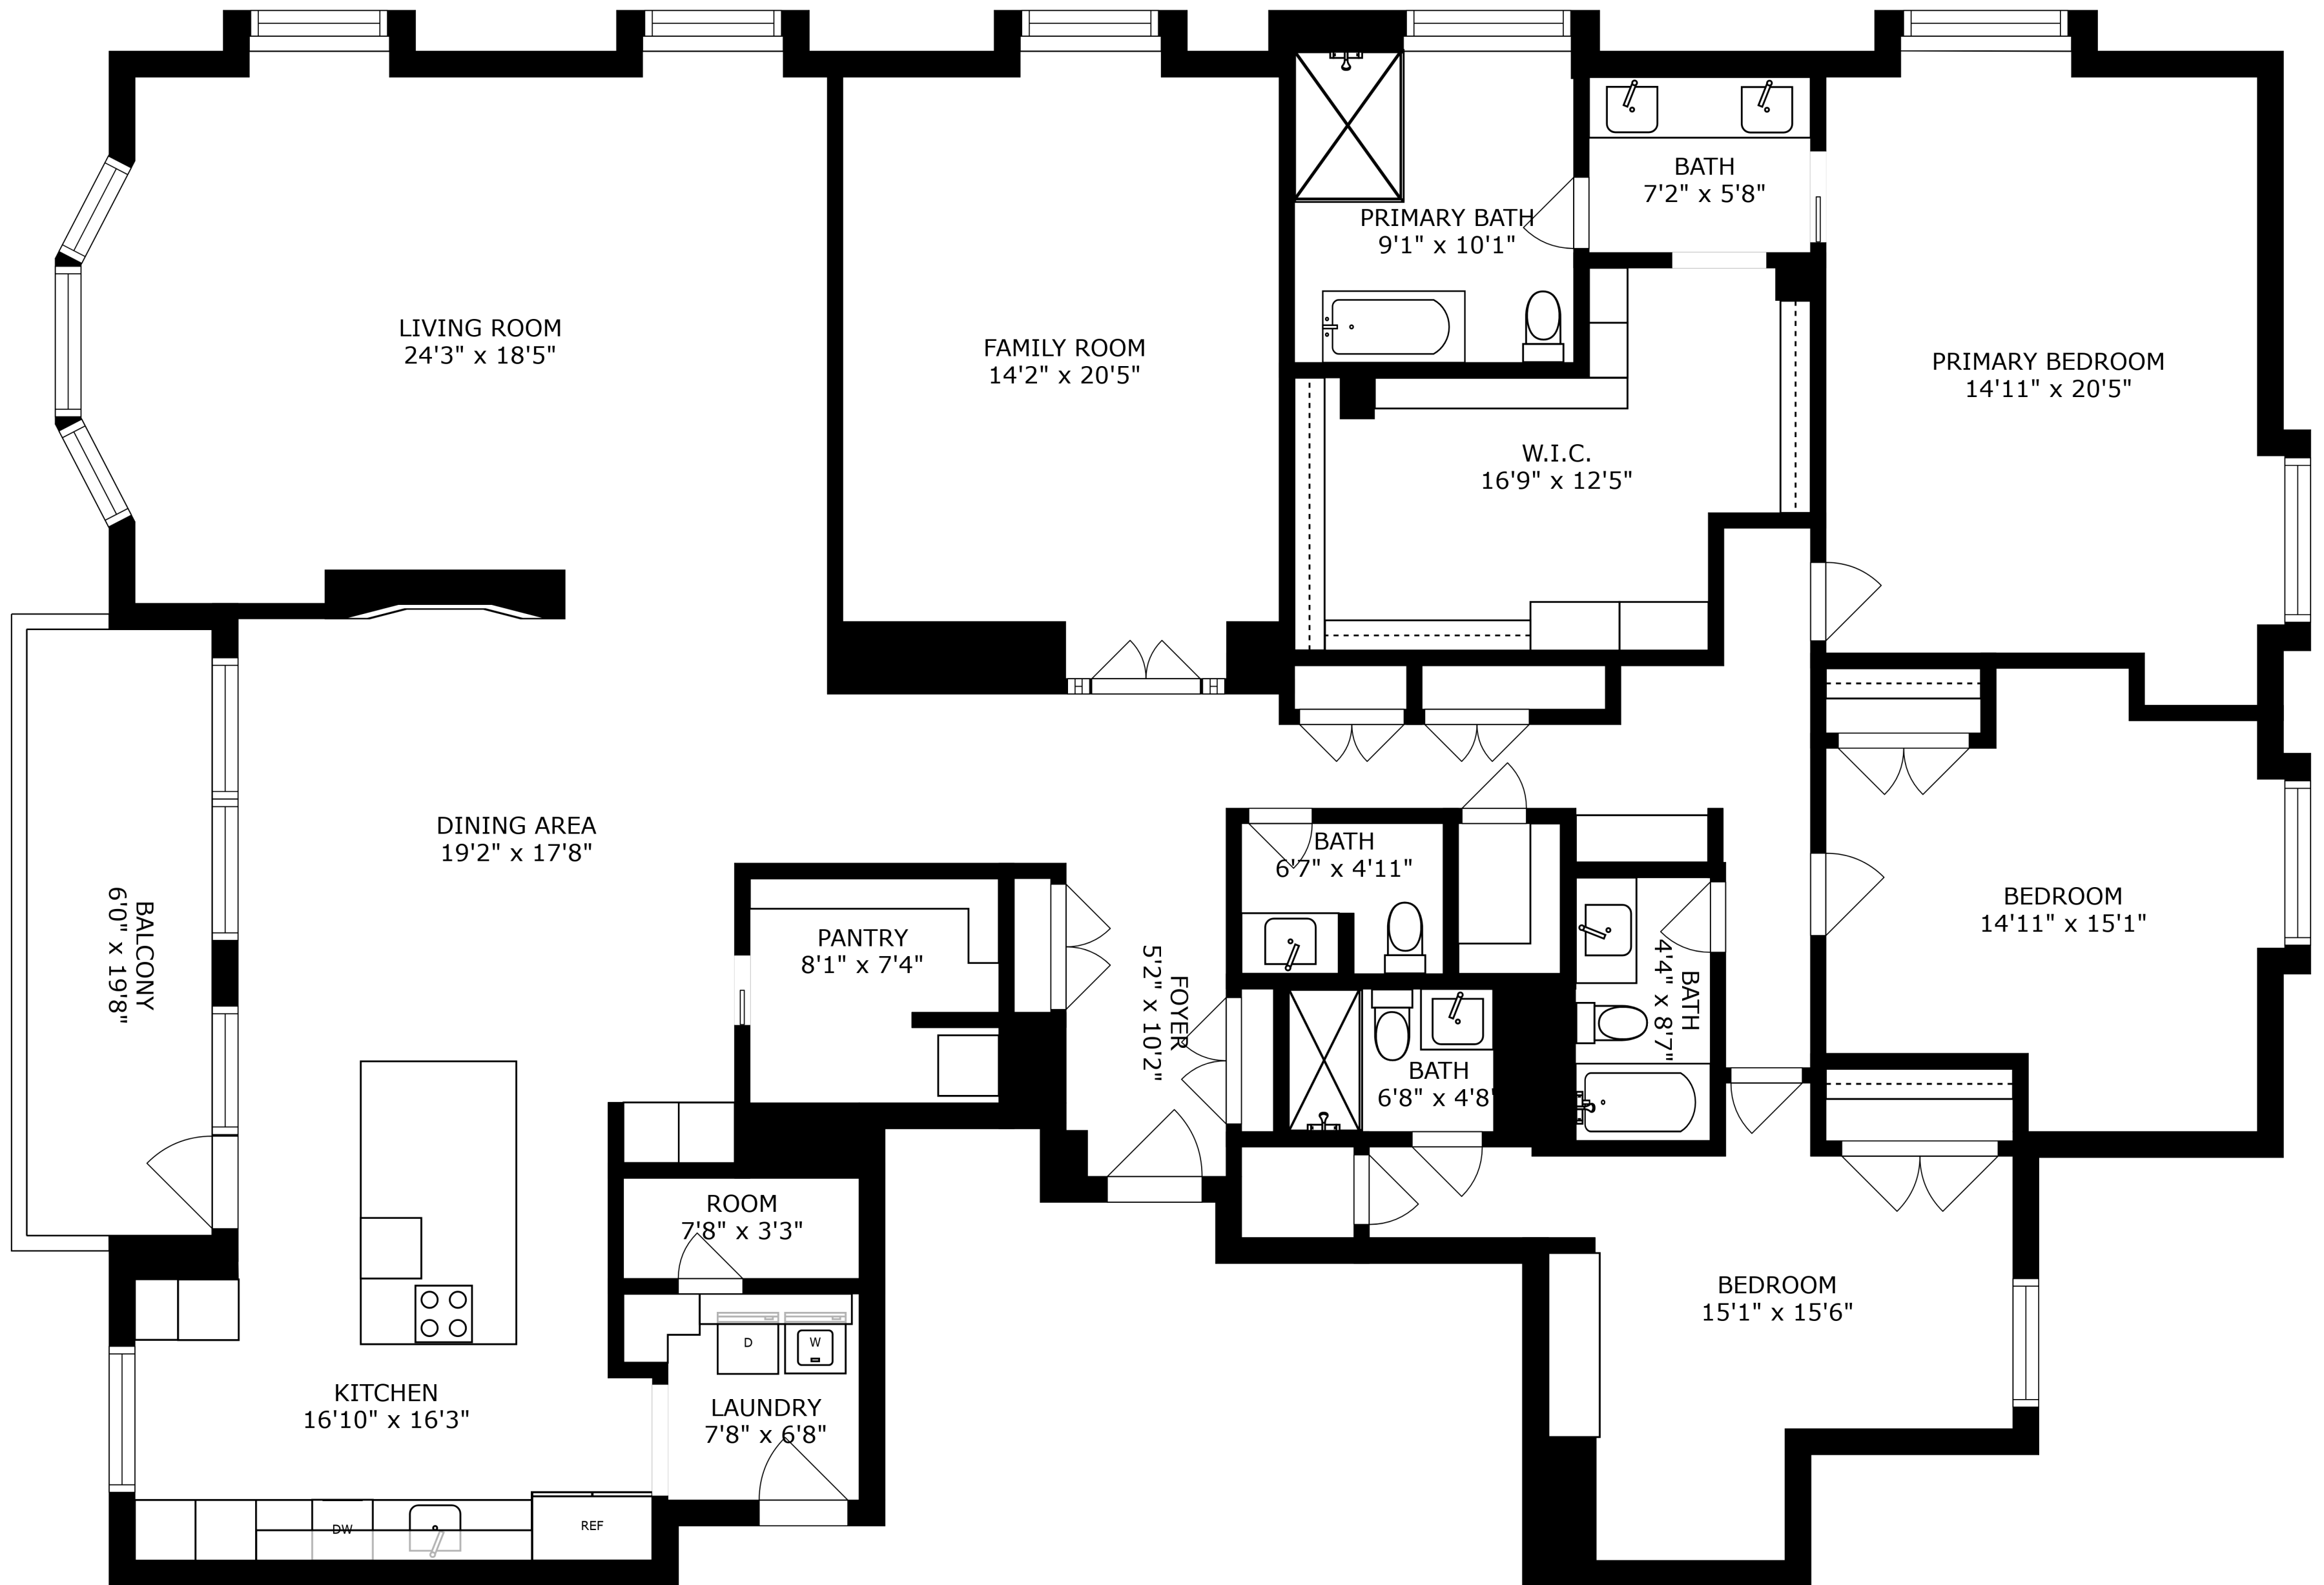 LIVING ROOM
24'3" x 18'5"
FAMILY ROOM
14'2" x 20'5"
PRIMARY BATH
9'1" x 10'1"
BATH
7'2" x 5'8"
PRIMARY BEDROOM
14'11" x 20'5"
W.I.C.
16'9" x 12'5"
DINING AREA
19'2" x 17'8"
BALCONY
6'0" x 19'8"
PANTRY
8'1" x 7'4"
FOYER
5'2" x 10'2"
BATH
6'7" x 4'11"
BATH
6'8" x 4'8"
BATH
4'4" x 8'7"
BEDROOM
14'11" x 15'1"
ROOM
7'8" x 3'3"
BEDROOM
15'1" x 15'6"
D
W
KITCHEN
16'10" x 16'3"
LAUNDRY
7'8" x 6'8"
DW
REF